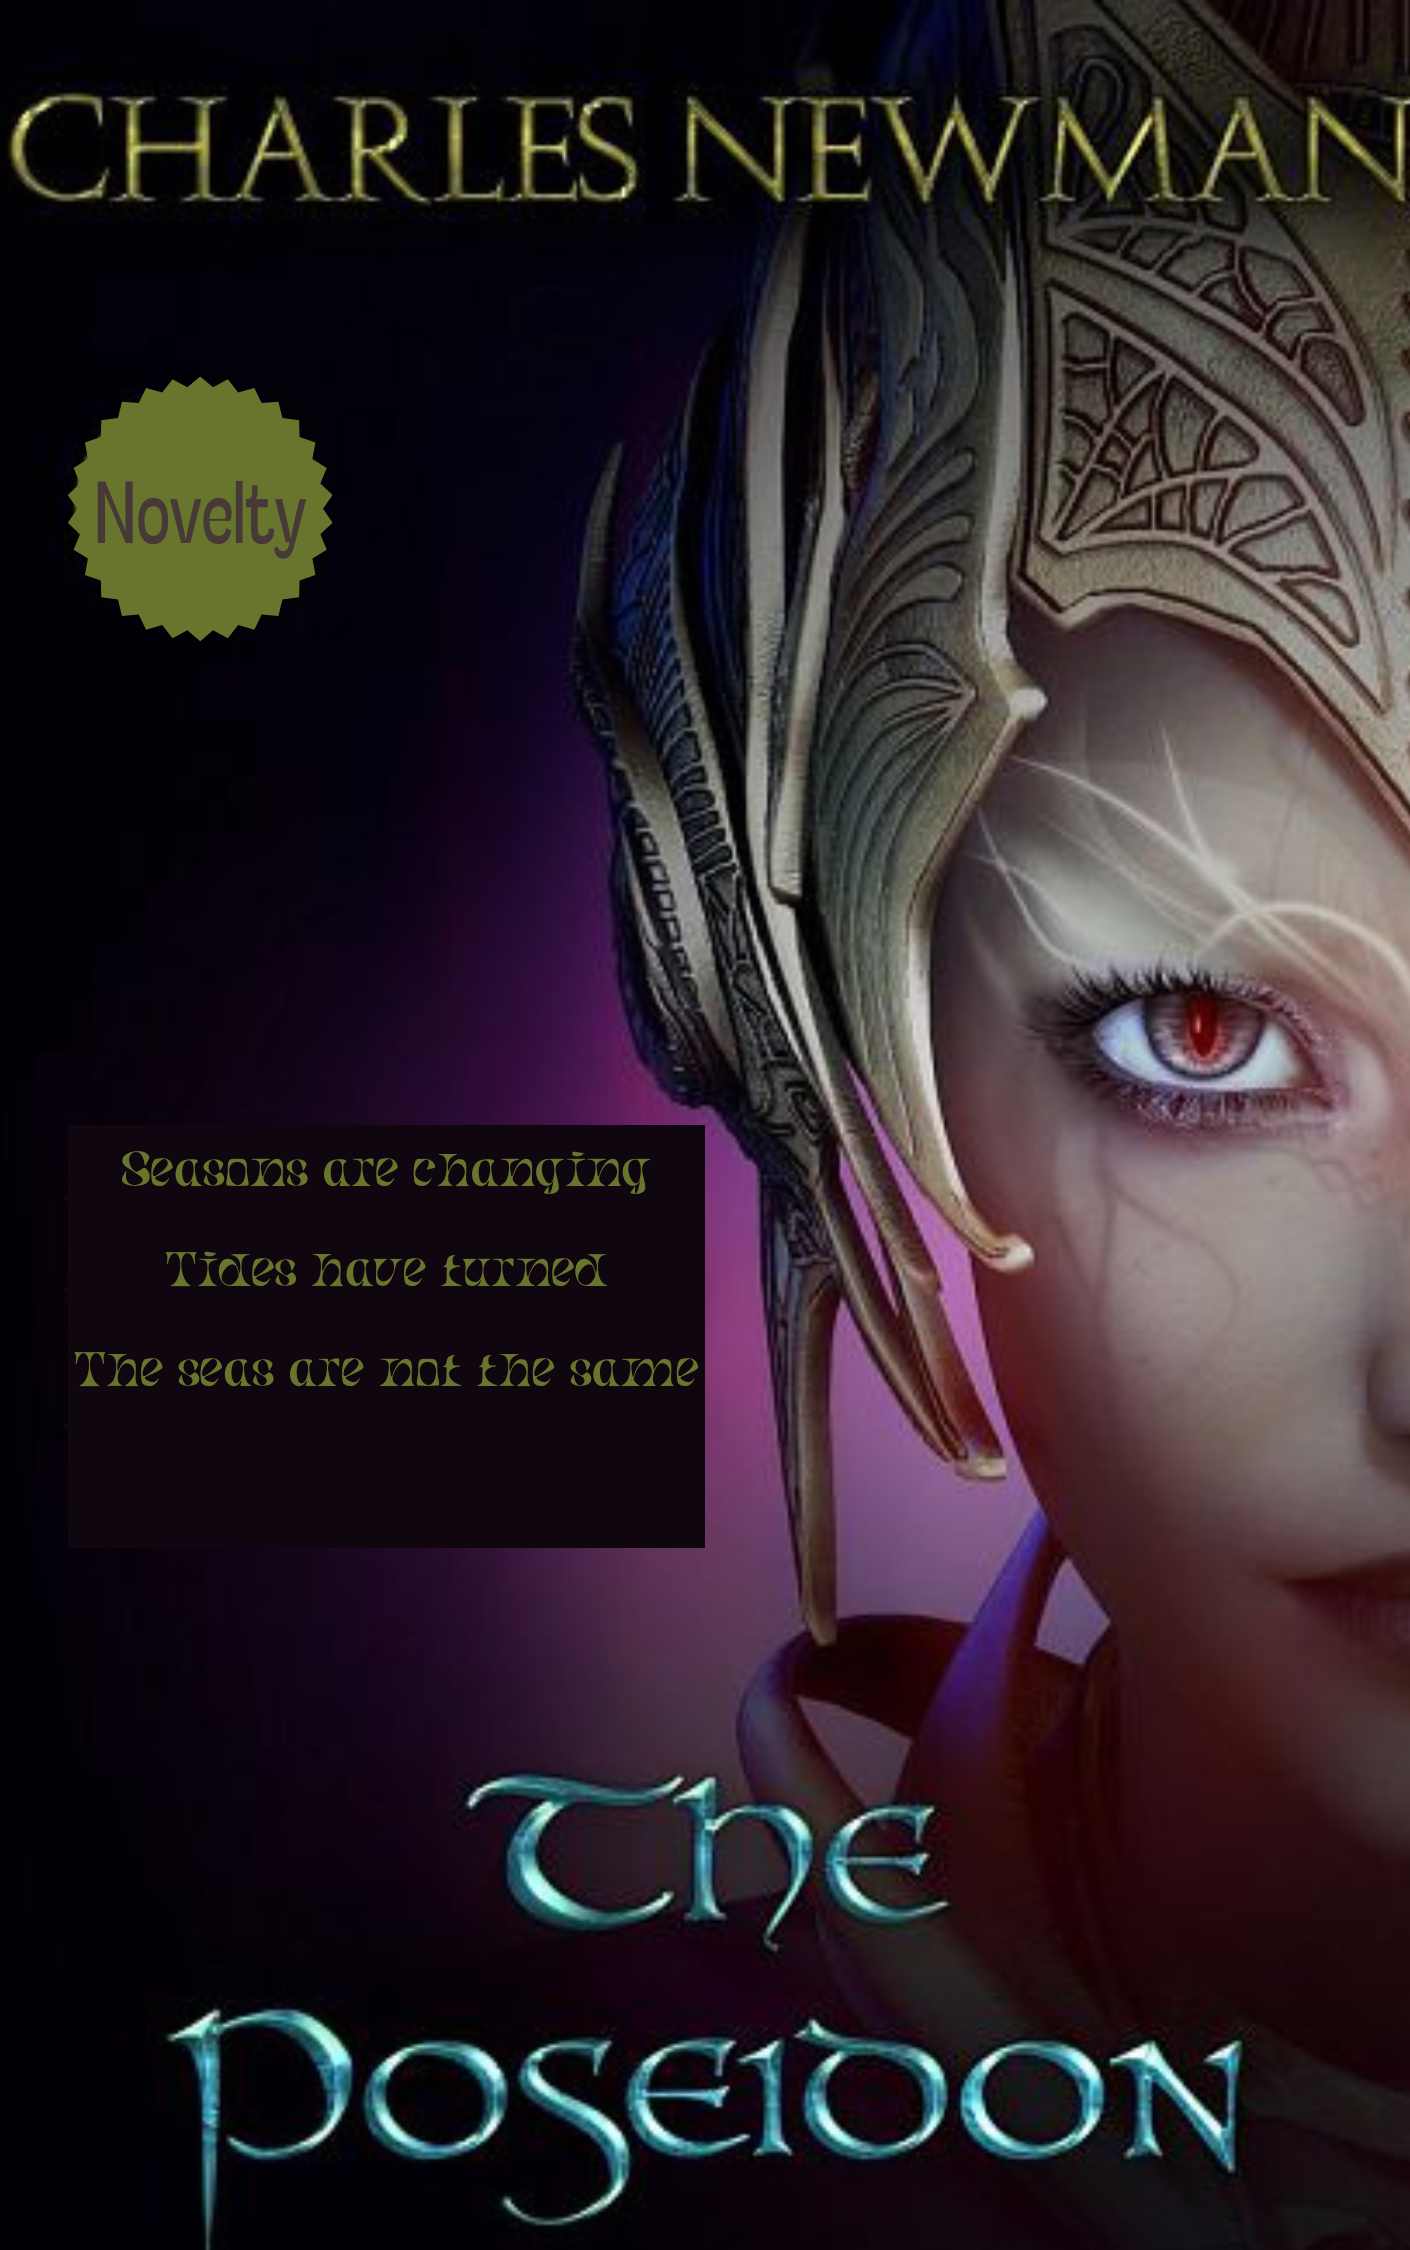 CHARLES NEWMAN
Novelty
Seasons are changing
Tides have turned
The seas are not the same
The
Poseidon